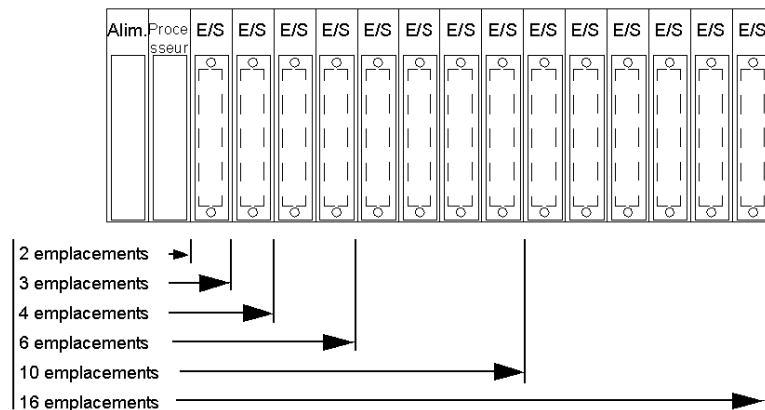 Alim. Proce sseur E/S E/S E/S E/S E/S E/S E/S E/S E/S E/S E/S E/S E/S E/S
2 emplacements
3 emplacements
4 emplacements
6 emplacements
10 emplacements
16 emplacements